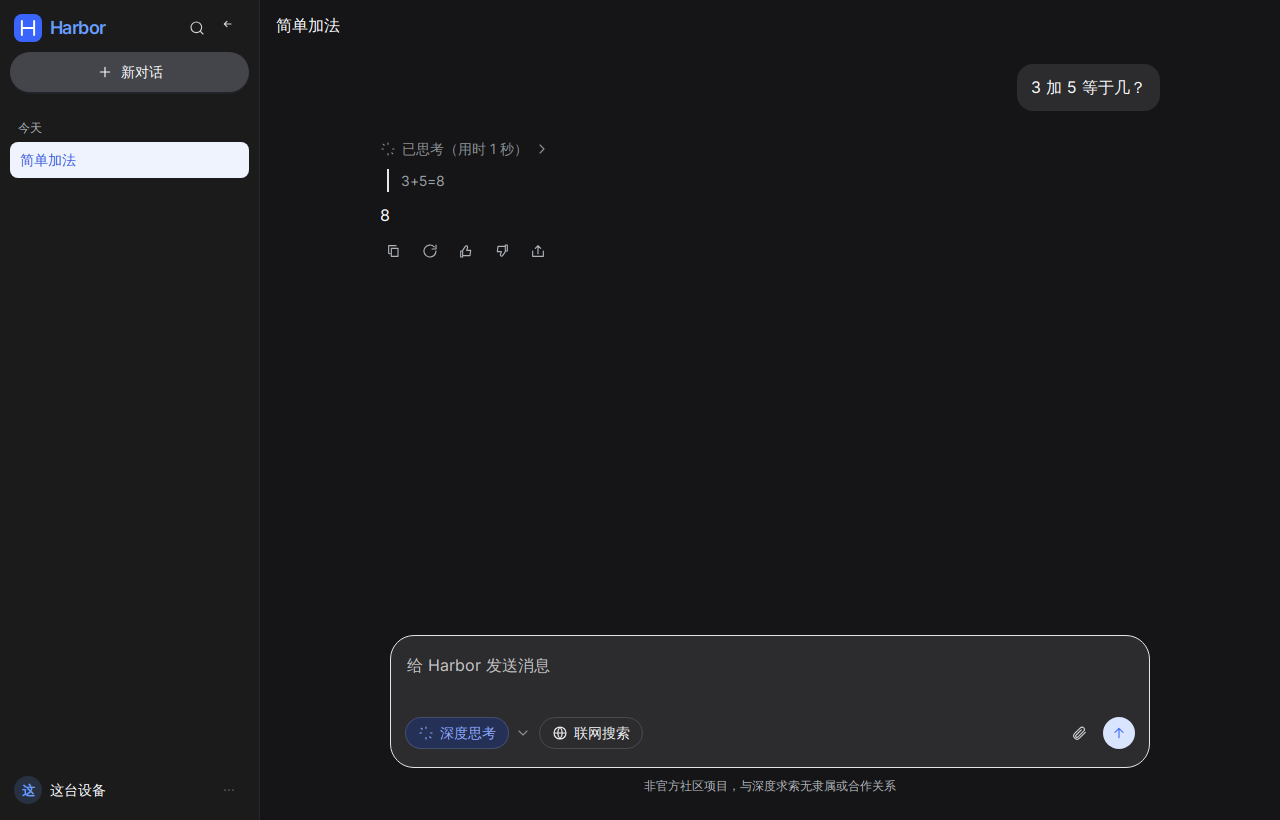 Harbor
新对话
今天
简单加法
这台设备
简单加法
3 加 5 等于几？
已思考（用时 1 秒）
3+5=8
8
给 Harbor 发送消息
深度思考
联网搜索
非官方社区项目，与深度求索无隶属或合作关系
这